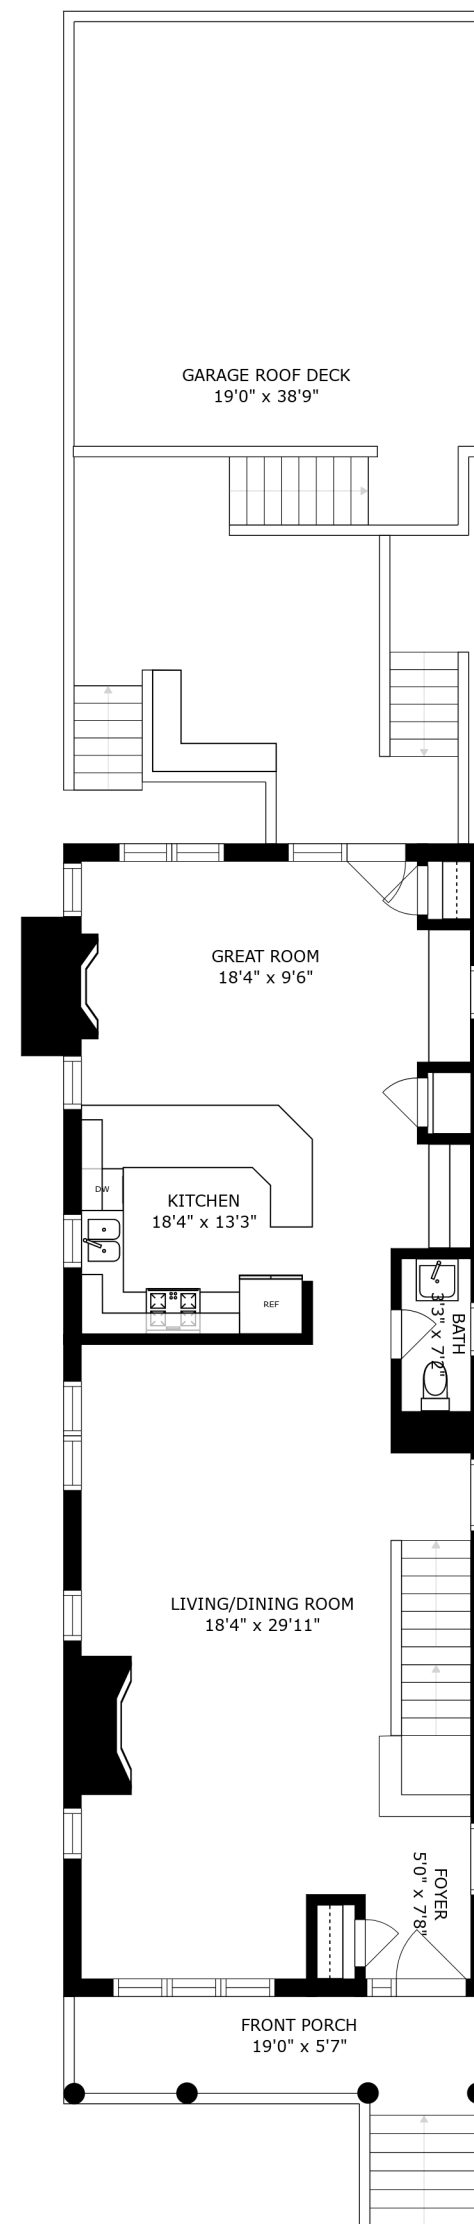 GARAGE ROOF DECK
19'0" x 38'9"
GREAT ROOM
18'4" x 9'6"
DW
KITCHEN
18'4" x 13'3"
REF
BATH
3'3" x 7'2"
LIVING/DINING ROOM
18'4" x 29'11"
FOYER
5'0" x 7'8"
FRONT PORCH
19'0" x 5'7"